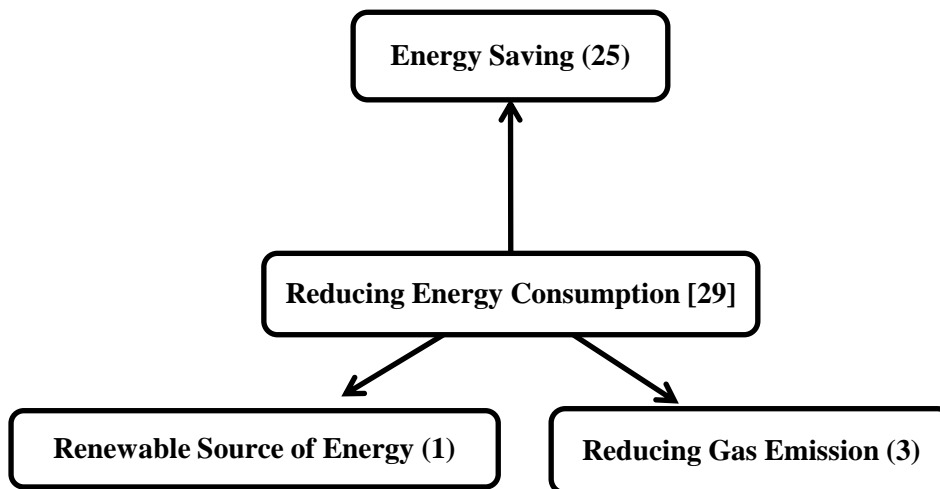 Energy Saving (25)
Reducing Energy Consumption [29]
Renewable Source of Energy (1)
Reducing Gas Emission (3)